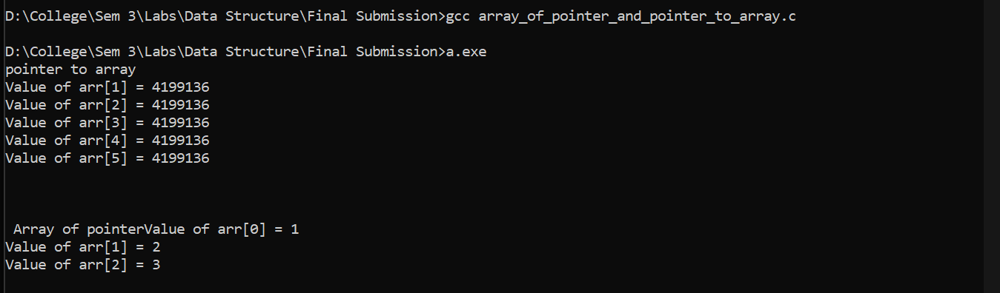 D:\College\Sem 3\Labs\Data Structure\Final Submission>gcc array_of_pointer_and_pointer_to_array.c
D:\College\Sem 3\Labs\Data Structure\Final Submission>a.exe
pointer to array
Value of arr[1] = 4199136
Value of arr[2] = 4199136
Value of arr[3] = 4199136
Value of arr[4] = 4199136
Value of arr[5] = 4199136
Array of pointerValue of arr[0] = 1
Value of arr[1] = 2
Value of arr[2] = 3